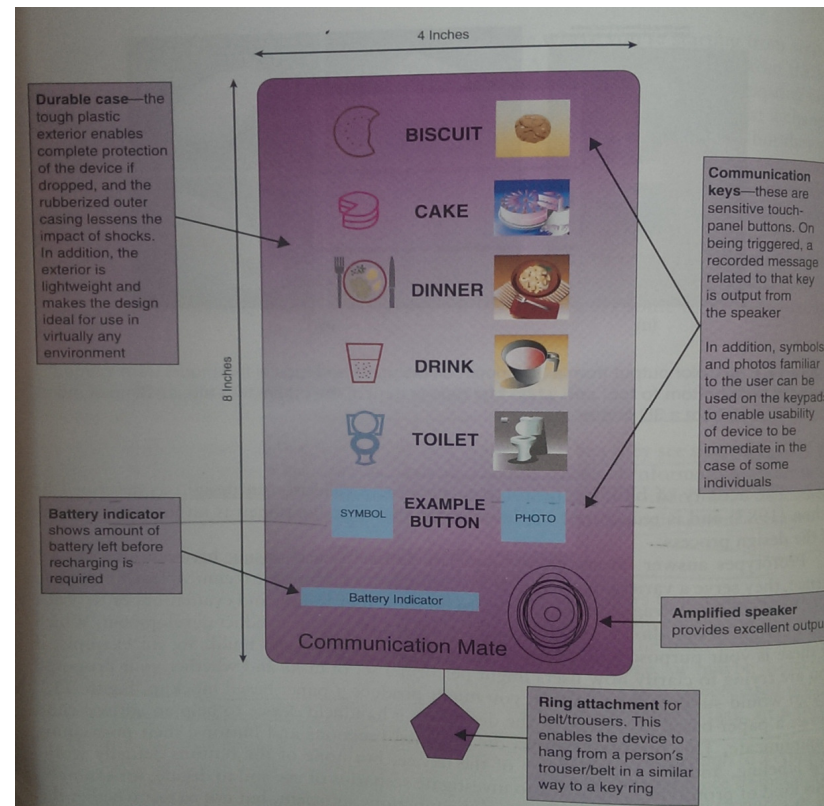 4 Inches
Durable case—the
tough plastic
exterior enables
complete protection
of the device if
dropped, and the
rubberized outer
casing lessens the
impact of shocks.
In addition, the
exterior is
lightweight and
makes the design
ideal for use in
virtually any
environment
8 Inches
Battery indicator
shows amount of
battery left before
recharging is
required
BISCUIT
CAKE
DINNER
DRINK
TOILET
SYMBOL
EXAMPLE
BUTTON
PHOTO
Battery Indicator
Communication Mate
Communication
keys—these are
sensitive touch-
panel buttons. On
being triggered, a
recorded message
related to that key
is output from
the speaker
In addition, symbols
and photos familiar
to the user can be
used on the keypad
to enable usability
of device to be
immediate in the
case of some
individuals
Amplified speaker
provides excellent
Ring attachment for
belt/trousers. This
enables the device to
hang from a person's
trouser/belt in a similar
way to a key ring